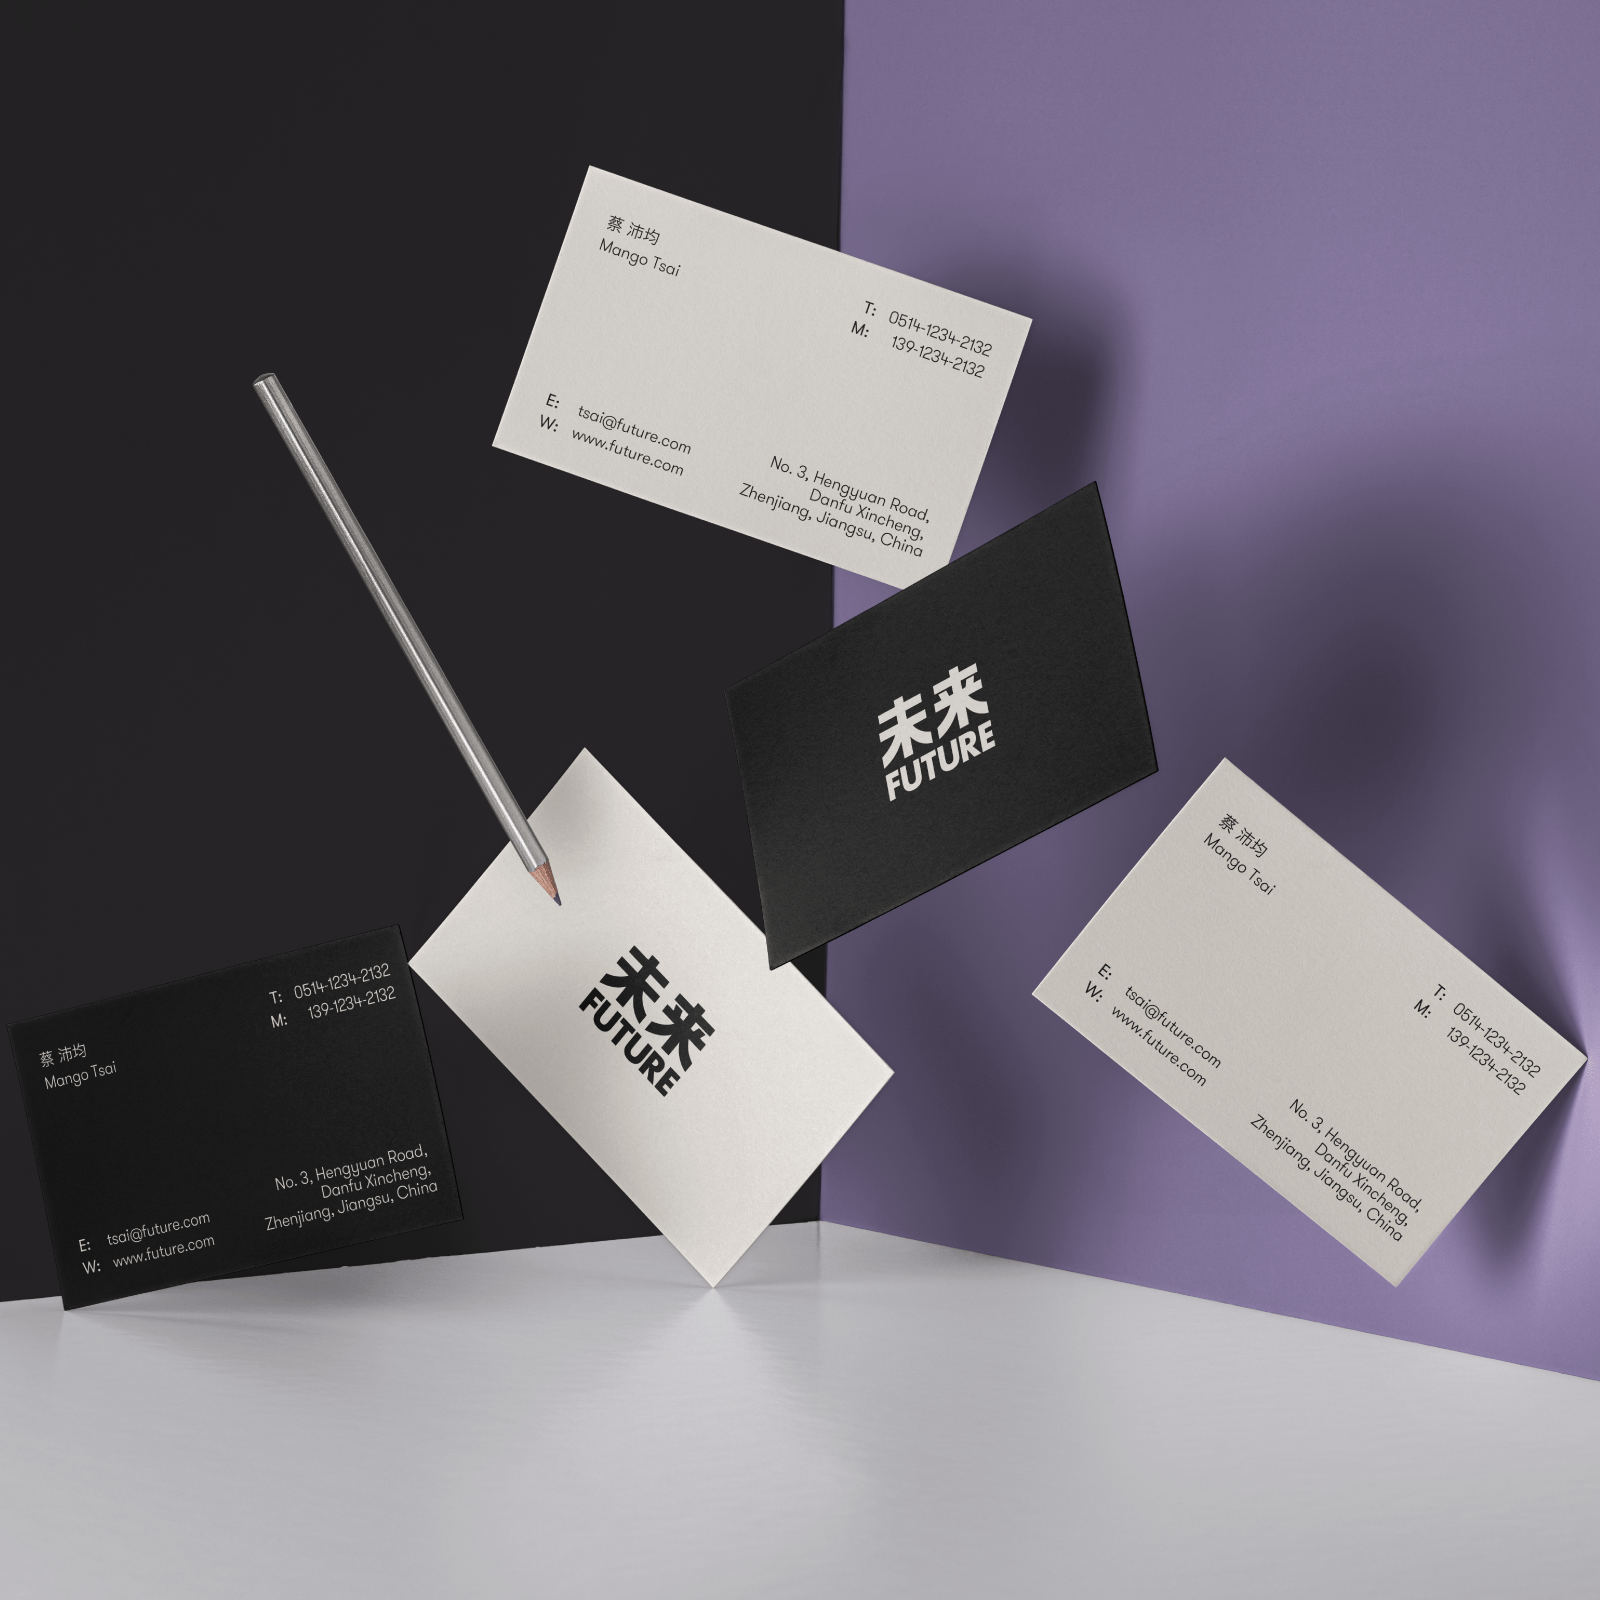 蔡 沛均
Mango Tsai
T: 0514-1234-2132
M: 139-1234-2132
E: tsai@future.com
W: www.future.com
No. 3, Hengyuan Road,
Danfu Xincheng,
Zhenjiang, Jiangsu, China
未来
FUTURE
蔡 沛均
Mango Tsai
T: 0514-1234-2132
M: 139-1234-2132
E: tsai@future.com
W: www.future.com
No. 3, Hengyuan Road,
Danfu Xincheng,
Zhenjiang, Jiangsu, China
未来
FUTURE
蔡 沛均
Mango Tsai
T: 0514-1234-2132
M: 139-1234-2132
E: tsai@future.com
W: www.future.com
No. 3, Hengyuan Road,
Danfu Xincheng,
Zhenjiang, Jiangsu, China